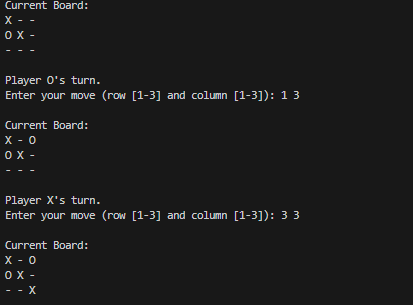 Current Board:
X - -
O X -
- - -
Player O's turn.
Enter your move (row [1-3] and column [1-3]): 1 3
Current Board:
X - O
O X -
- - -
Player X's turn.
Enter your move (row [1-3] and column [1-3]): 3 3
Current Board:
X - O
O X -
- - X